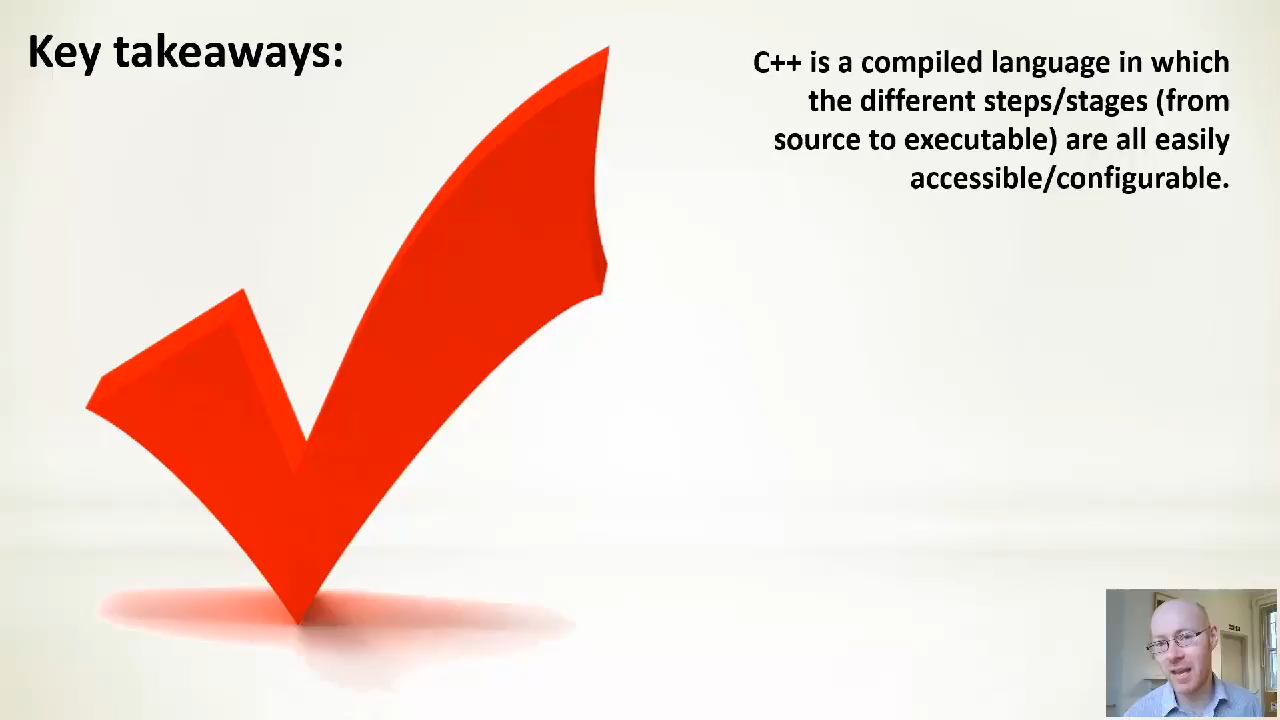 Key takeaways:
C++ is a compiled language in which
the different steps/stages (from
source to executable) are all easily
accessible/configurable.